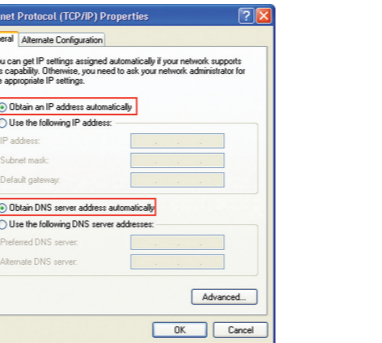 net Protocol (TCP/IP) Properties
eral Alternate Configuration
u can get IP settings assigned automatically if your network supports
s capability. Otherwise, you need to ask your network administrator for
e appropriate IP settings.
Obtain an IP address automatically
Use the following IP address:
IP address:
Subnet mask:
Default gateway:
Obtain DNS server address automatically
Use the following DNS server addresses:
Preferred DNS server:
Alternate DNS server:
Advanced...
OK Cancel